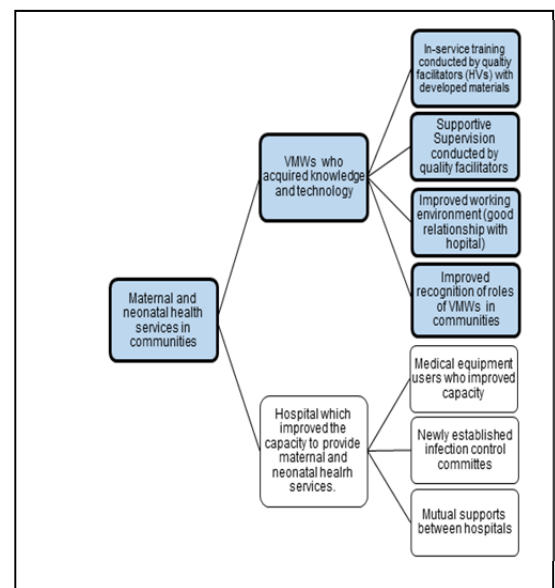 In-service training
conducted by qualtiy
facilitators (HVs) with
developed materials
Supportive
Supervision
conducted by
quality facilitators
VMWs who
acquired knowledge
and technology
Improved working
environment (good
relationship with
hopital)
Improved
recognition of roles
of VMWs in
communities
Maternal and
neonatal health
services in
communities
Medical equipment
users who improved
capacity
Hospital which
improved the
capacity to provide
maternal and
neonatal healrh
services.
Newly established
infection control
committes
Mutual supports
between hospitals